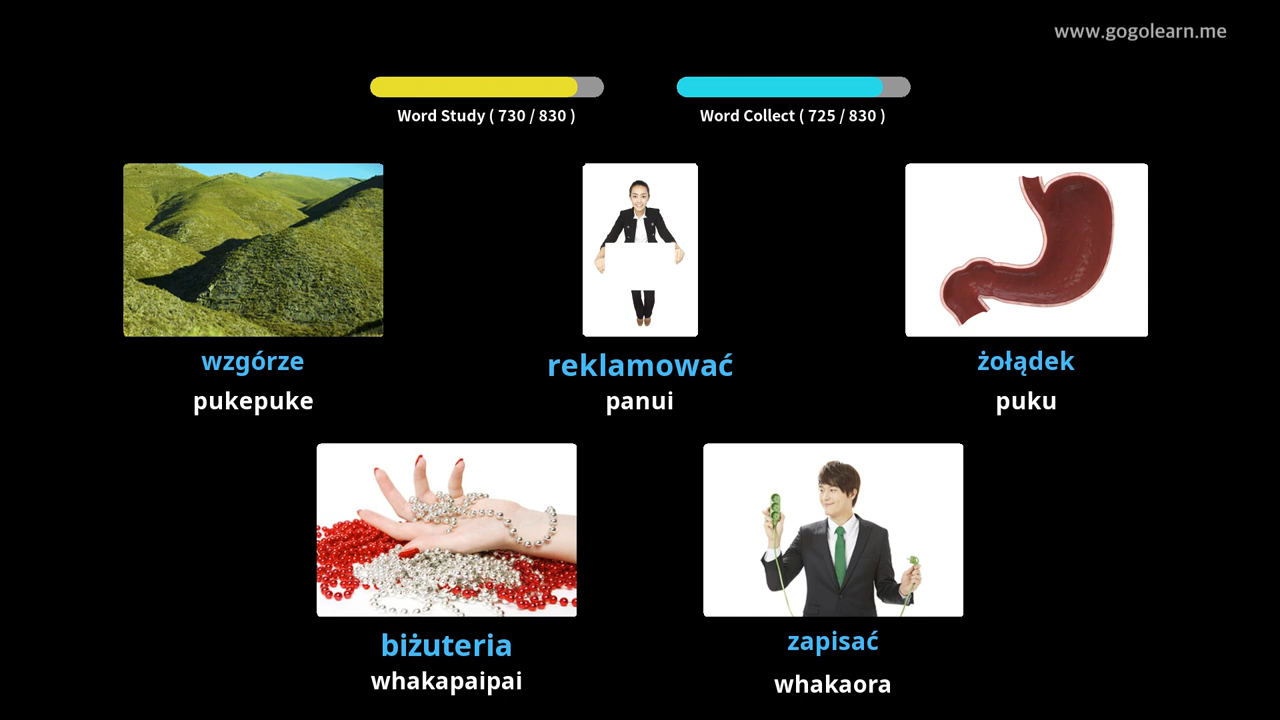 www.gogolearn.me
Word Study ( 730 / 830 )
Word Collect ( 725 / 830 )
wzgórze
pukepuke
reklamować
panui
żołądek
puku
biżuteria
whakapaipai
zapisać
whakaora